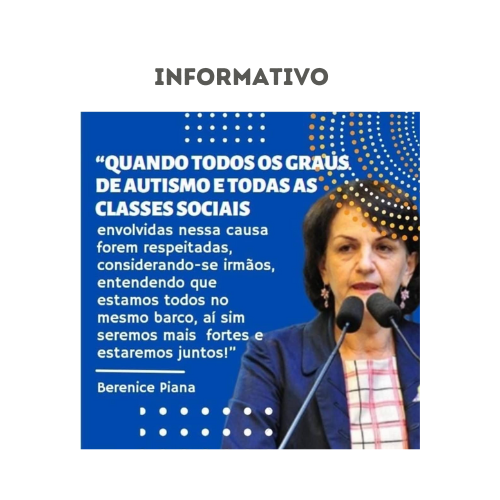 INFORMATIVO
“QUANDO TODOS OS GRAUS
DE AUTISMO E TODAS AS
CLASSES SOCIAIS
envolvidas nessa causa
forem respeitadas,
considerando-se irmãos,
entendendo que
estamos todos no
mesmo barco, aí sim
seremos mais fortes e
estaremos juntos!”
Berenice Piana